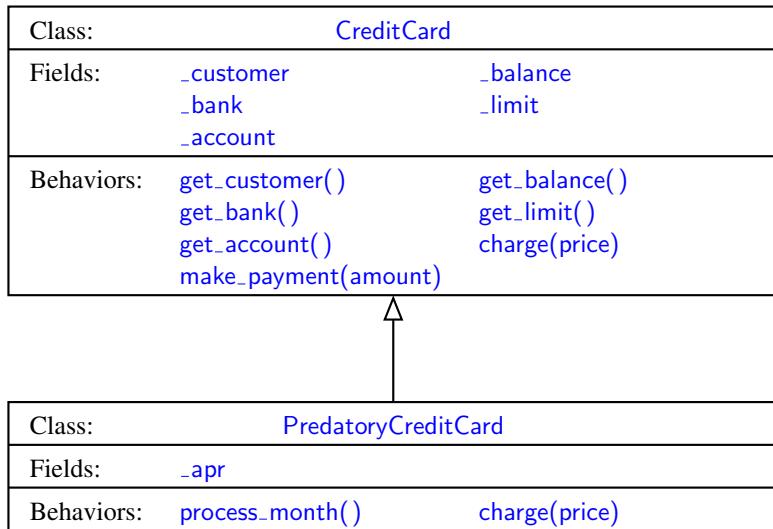 Class: CreditCard
Fields: _customer _balance
_bank _limit
_account
Behaviors: get_customer( ) get_balance( )
get_bank( ) get_limit( )
get_account( ) charge(price)
make_payment(amount)
Class: PredatoryCreditCard
Fields: _apr
Behaviors: process_month( ) charge(price)